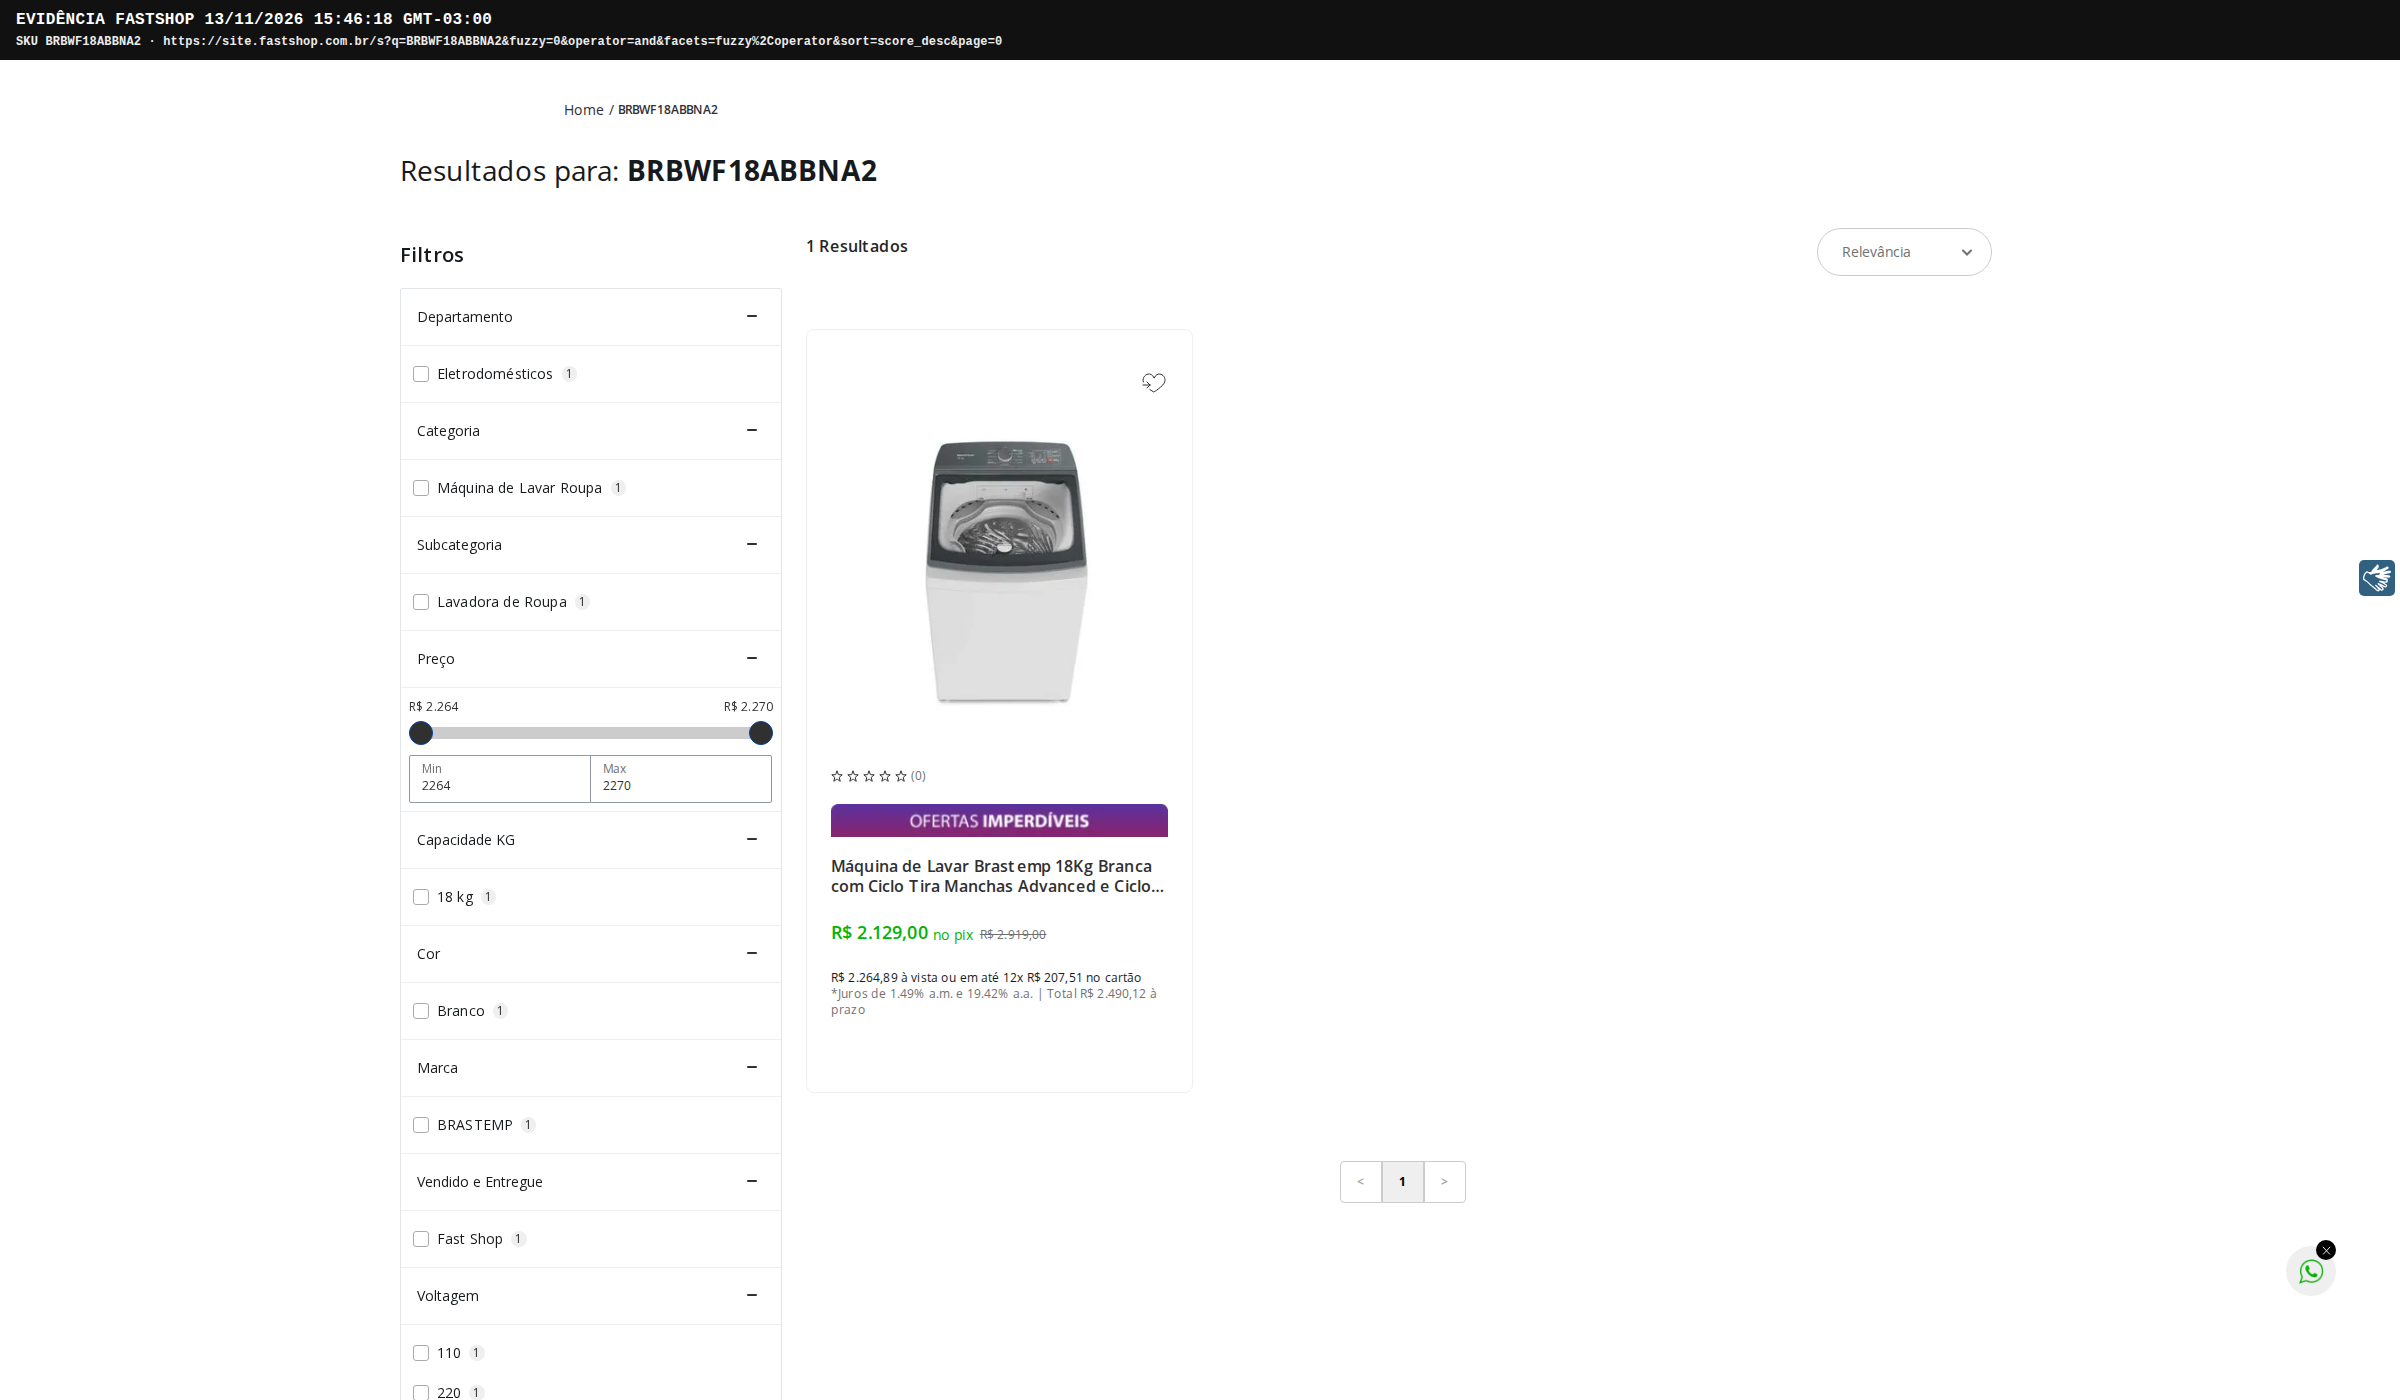 EVIDÊNCIA FASTSHOP 13/11/2026 15:46:18 GMT-03:00
SKU BRBWF18ABBNA2 · https://site.fastshop.com.br/s?q=BRBWF18ABBNA2&fuzzy=0&operator=and&facets=fuzzy%2Coperator&sort=score_desc&page=0
Home / BRBWF18ABBNA2
Resultados para: BRBWF18ABBNA2
Filtros
1 Resultados
Relevância
Departamento
Eletrodomésticos 1
Categoria
Máquina de Lavar Roupa 1
Subcategoria
Lavadora de Roupa 1
Preço
R$ 2.264 R$ 2.270
Min Max
2264 2270
Capacidade KG
18 kg 1
Cor
Branco 1
Marca
BRASTEMP 1
Vendido e Entregue
Fast Shop 1
Voltagem
110 1
220 1
(0)
OFERTAS IMPERDÍVEIS
Máquina de Lavar Brastemp 18Kg Branca
com Ciclo Tira Manchas Advanced e Ciclo...
R$ 2.129,00 no pix R$ 2.919,00
R$ 2.264,89 à vista ou em até 12x R$ 207,51 no cartão
*Juros de 1.49% a.m. e 19.42% a.a. | Total R$ 2.490,12 à
prazo
< 1 >